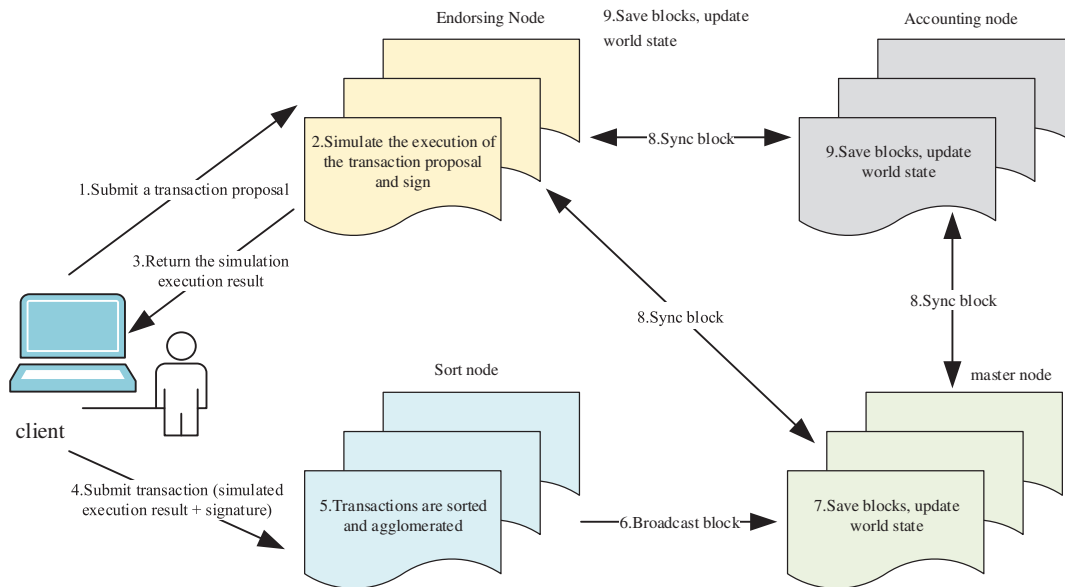 Endorsing Node
9.Save blocks, update
world state
Accounting node
2.Simulate the execution of
the transaction proposal
and sign
8.Sync block
9.Save blocks, update
world state
1.Submit a transaction proposal
3.Return the simulation
execution result
8.Sync block
8.Sync block
Sort node
master node
client
4.Submit transaction (simulated
execution result + signature)
5.Transactions are sorted
and agglomerated
6.Broadcast block
7.Save blocks, update
world state